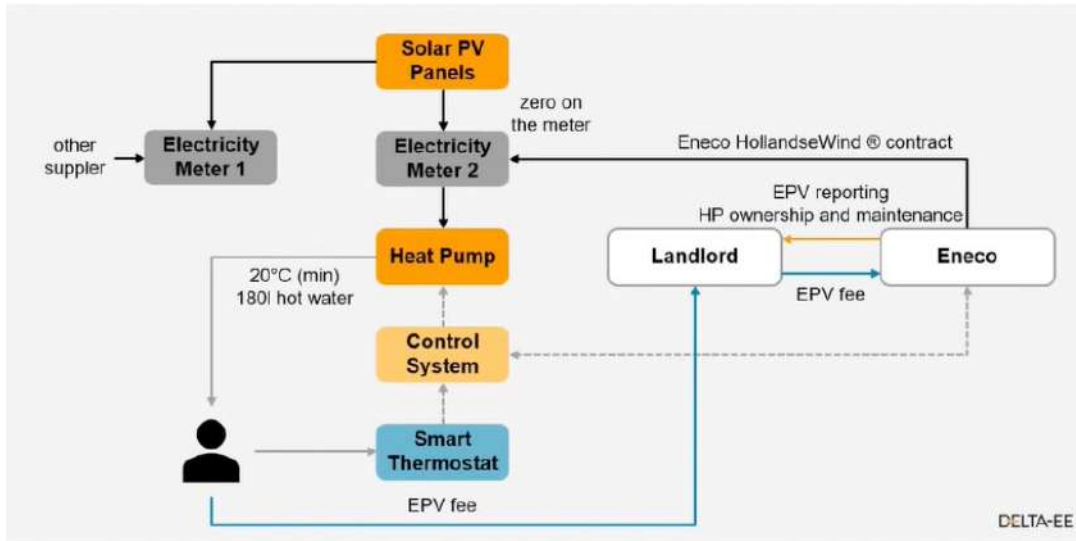 Solar PV
Panels
zero on
the meter
other
suppler
Electricity
Meter 1
Electricity
Meter 2
Eneco HollandseWind ® contract
EPV reporting
HP ownership and maintenance
Heat Pump
Landlord
Eneco
20°C (min)
180l hot water
EPV fee
Control
System
Smart
Thermostat
EPV fee
DELTA-EE